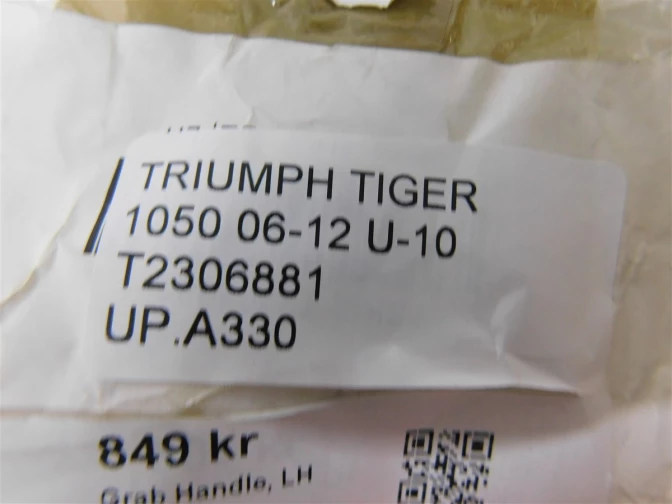 TRIUMPH TIGER
1050 06-12 U-10
T2306881
UP.A330
849 kr
Grab Handle, LH